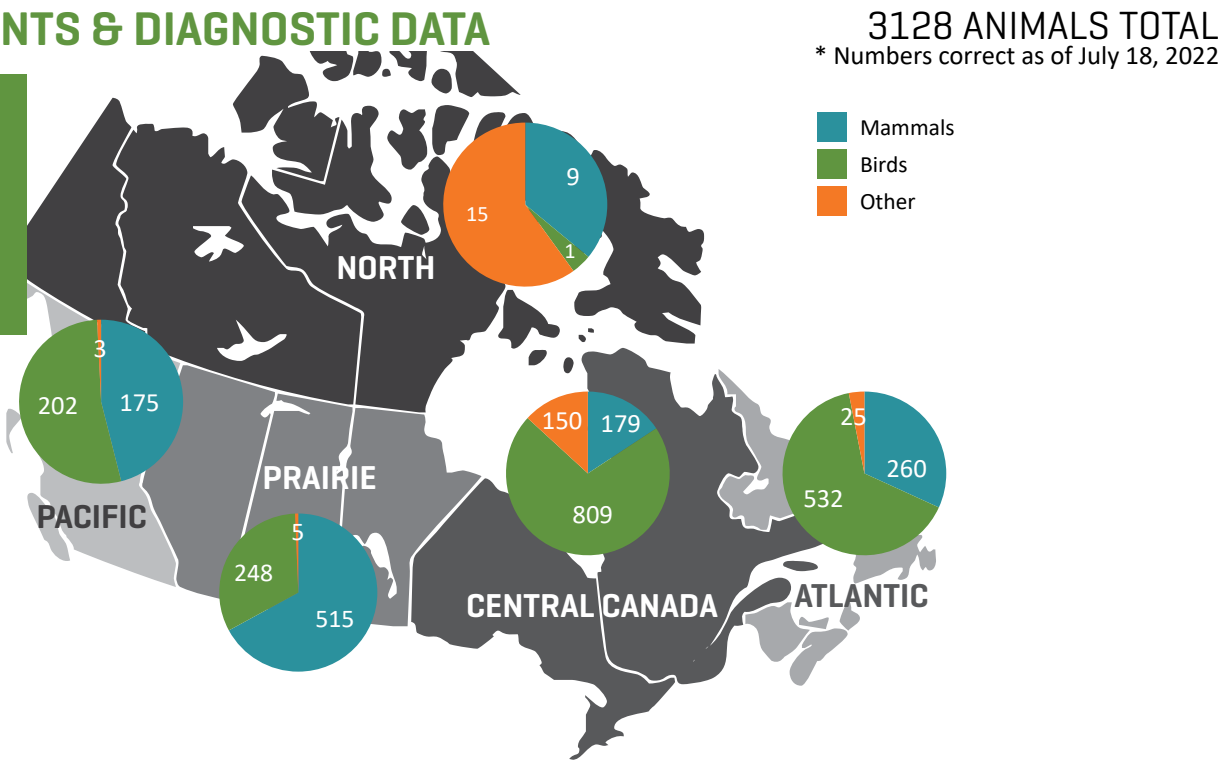 NTS & DIAGNOSTIC DATA
3128 ANIMALS TOTAL
* Numbers correct as of July 18, 2022
Mammals
Birds
Other
9
15
1
NORTH
3
202
175
PACIFIC
PRAIRIE
5
248
515
150
179
809
CENTRAL CANADA
25
260
532
ATLANTIC